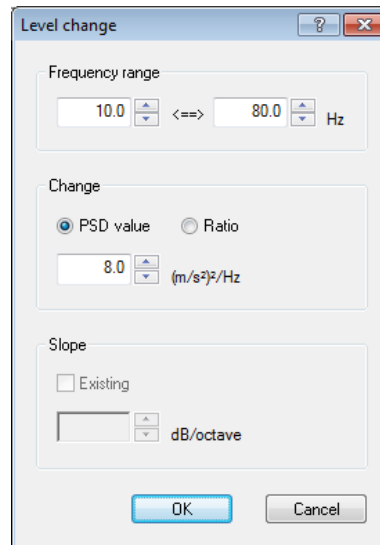 Level change
Frequency range
10.0 <==> 80.0 Hz
Change
PSD value Ratio
8.0 (m/s²)²/Hz
Slope
Existing
dB/octave
OK Cancel